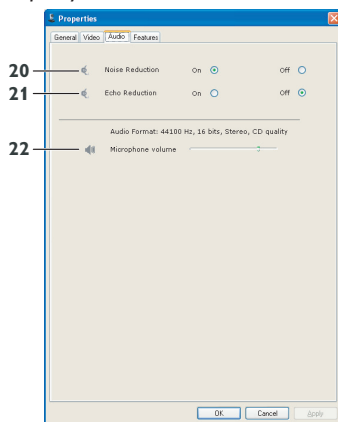 Properties
General Video Audio Features
20 Noise Reduction On Off
21 Echo Reduction On Off
Audio Format: 44100 Hz, 16 bits, Stereo, CD quality
22 Microphone volume
OK Cancel Apply